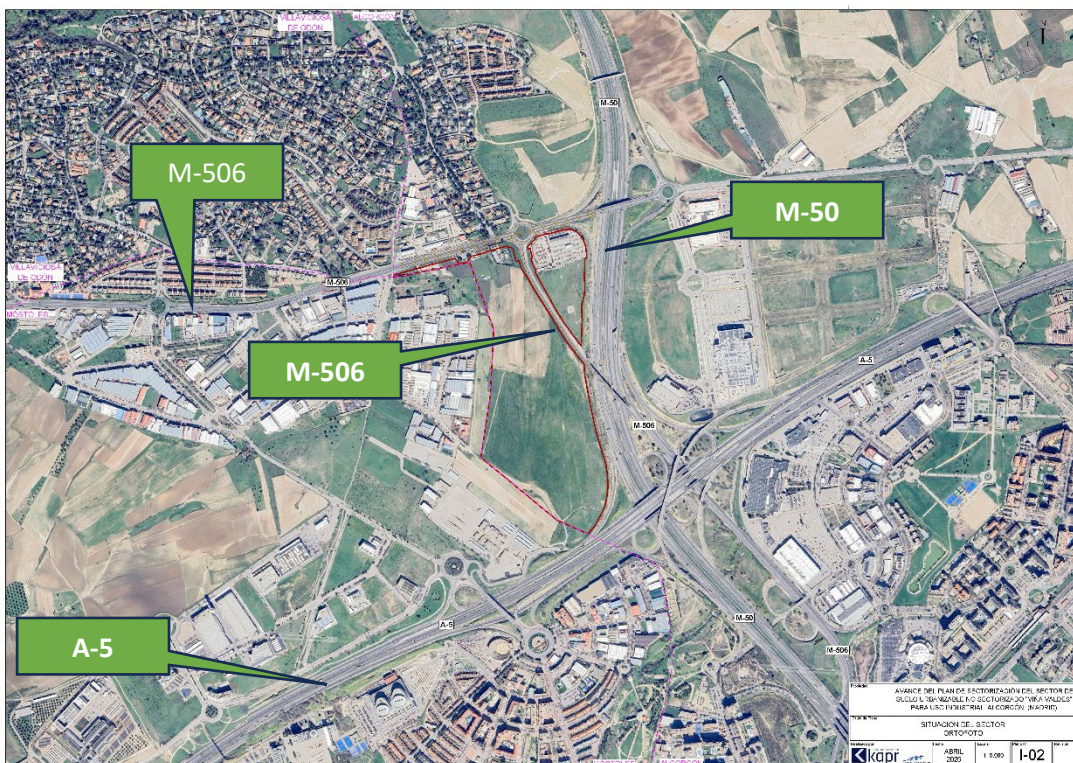 VILLAVICIOSA
DE ODÓN
ALCORCÓN
M-50
M-506
M-50
VILLAVICIOSA
DE ODÓN
M-506
M-506
M-506
A-5
A-5
A-5
M-50
M-506
AVANCE DEL PLAN DE SECTORIZACIÓN DEL SECTOR DE
SUELO URBANIZABLE NO SECTORIZADO "VIÑA VALDES"
PARA USO INDUSTRIAL. ALCORCÓN (MADRID)
SITUACION DEL SECTOR
ORTOFOTO
kapr
ABRIL
I-02